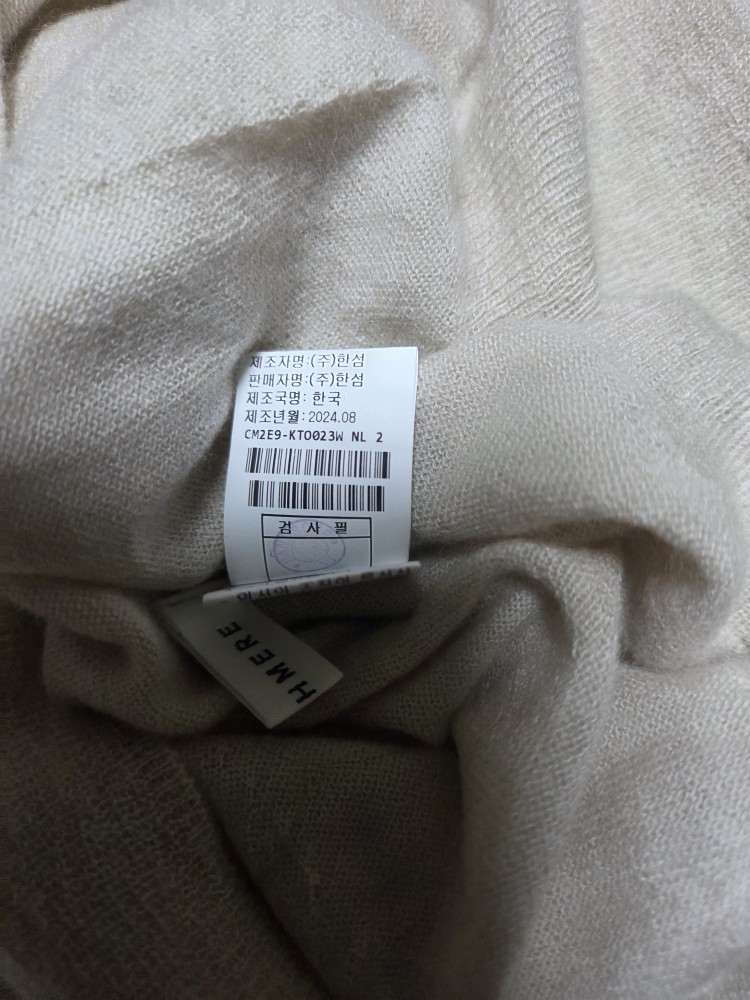 제조자명:(주)한섬
판매자명:(주)한섬
제조국명: 한국
제조년월: 2024.08
CM2E9-KTO023W NL 2
검 사 필
HMERE